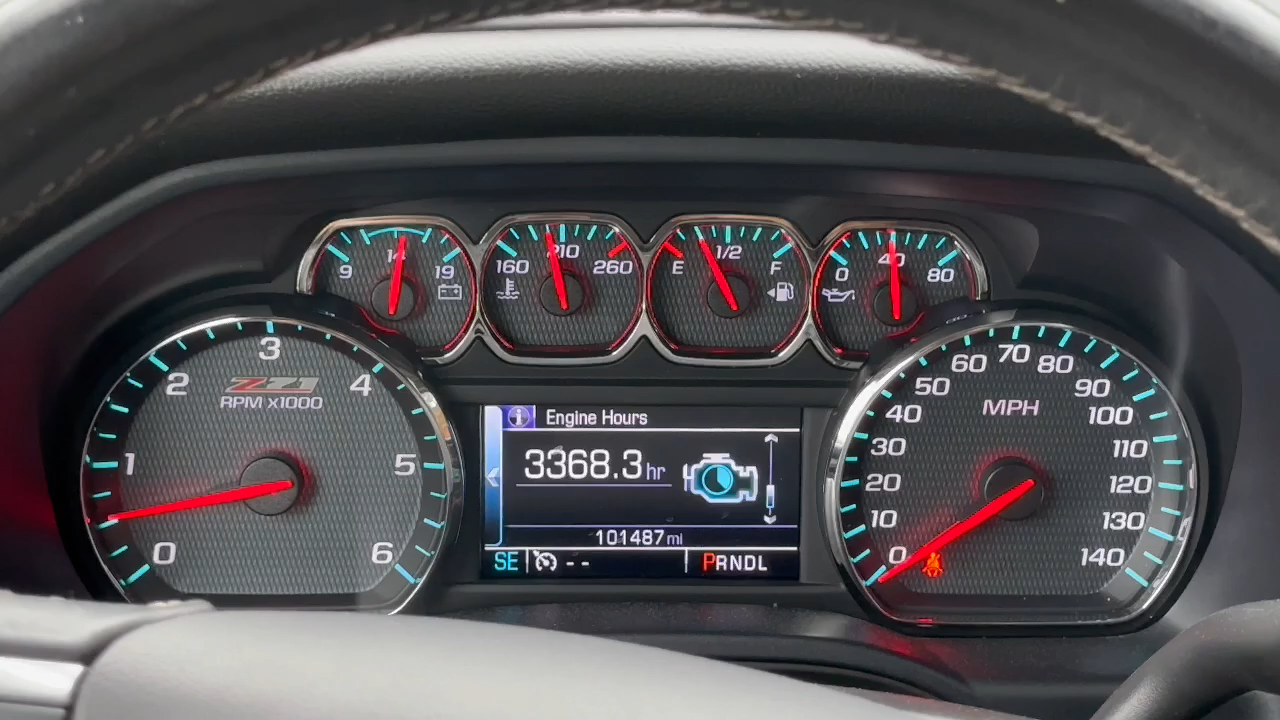 9 14 19
160 210 260
E 1/2 F
0 40 80
0 1 2 3 4 5 6
Z71
RPM x1000
i Engine Hours
3368.3 hr
101487 mi
SE -- PRNDL
0 10 20 30 40 50 60 70 80 90 100 110 120 130 140
MPH